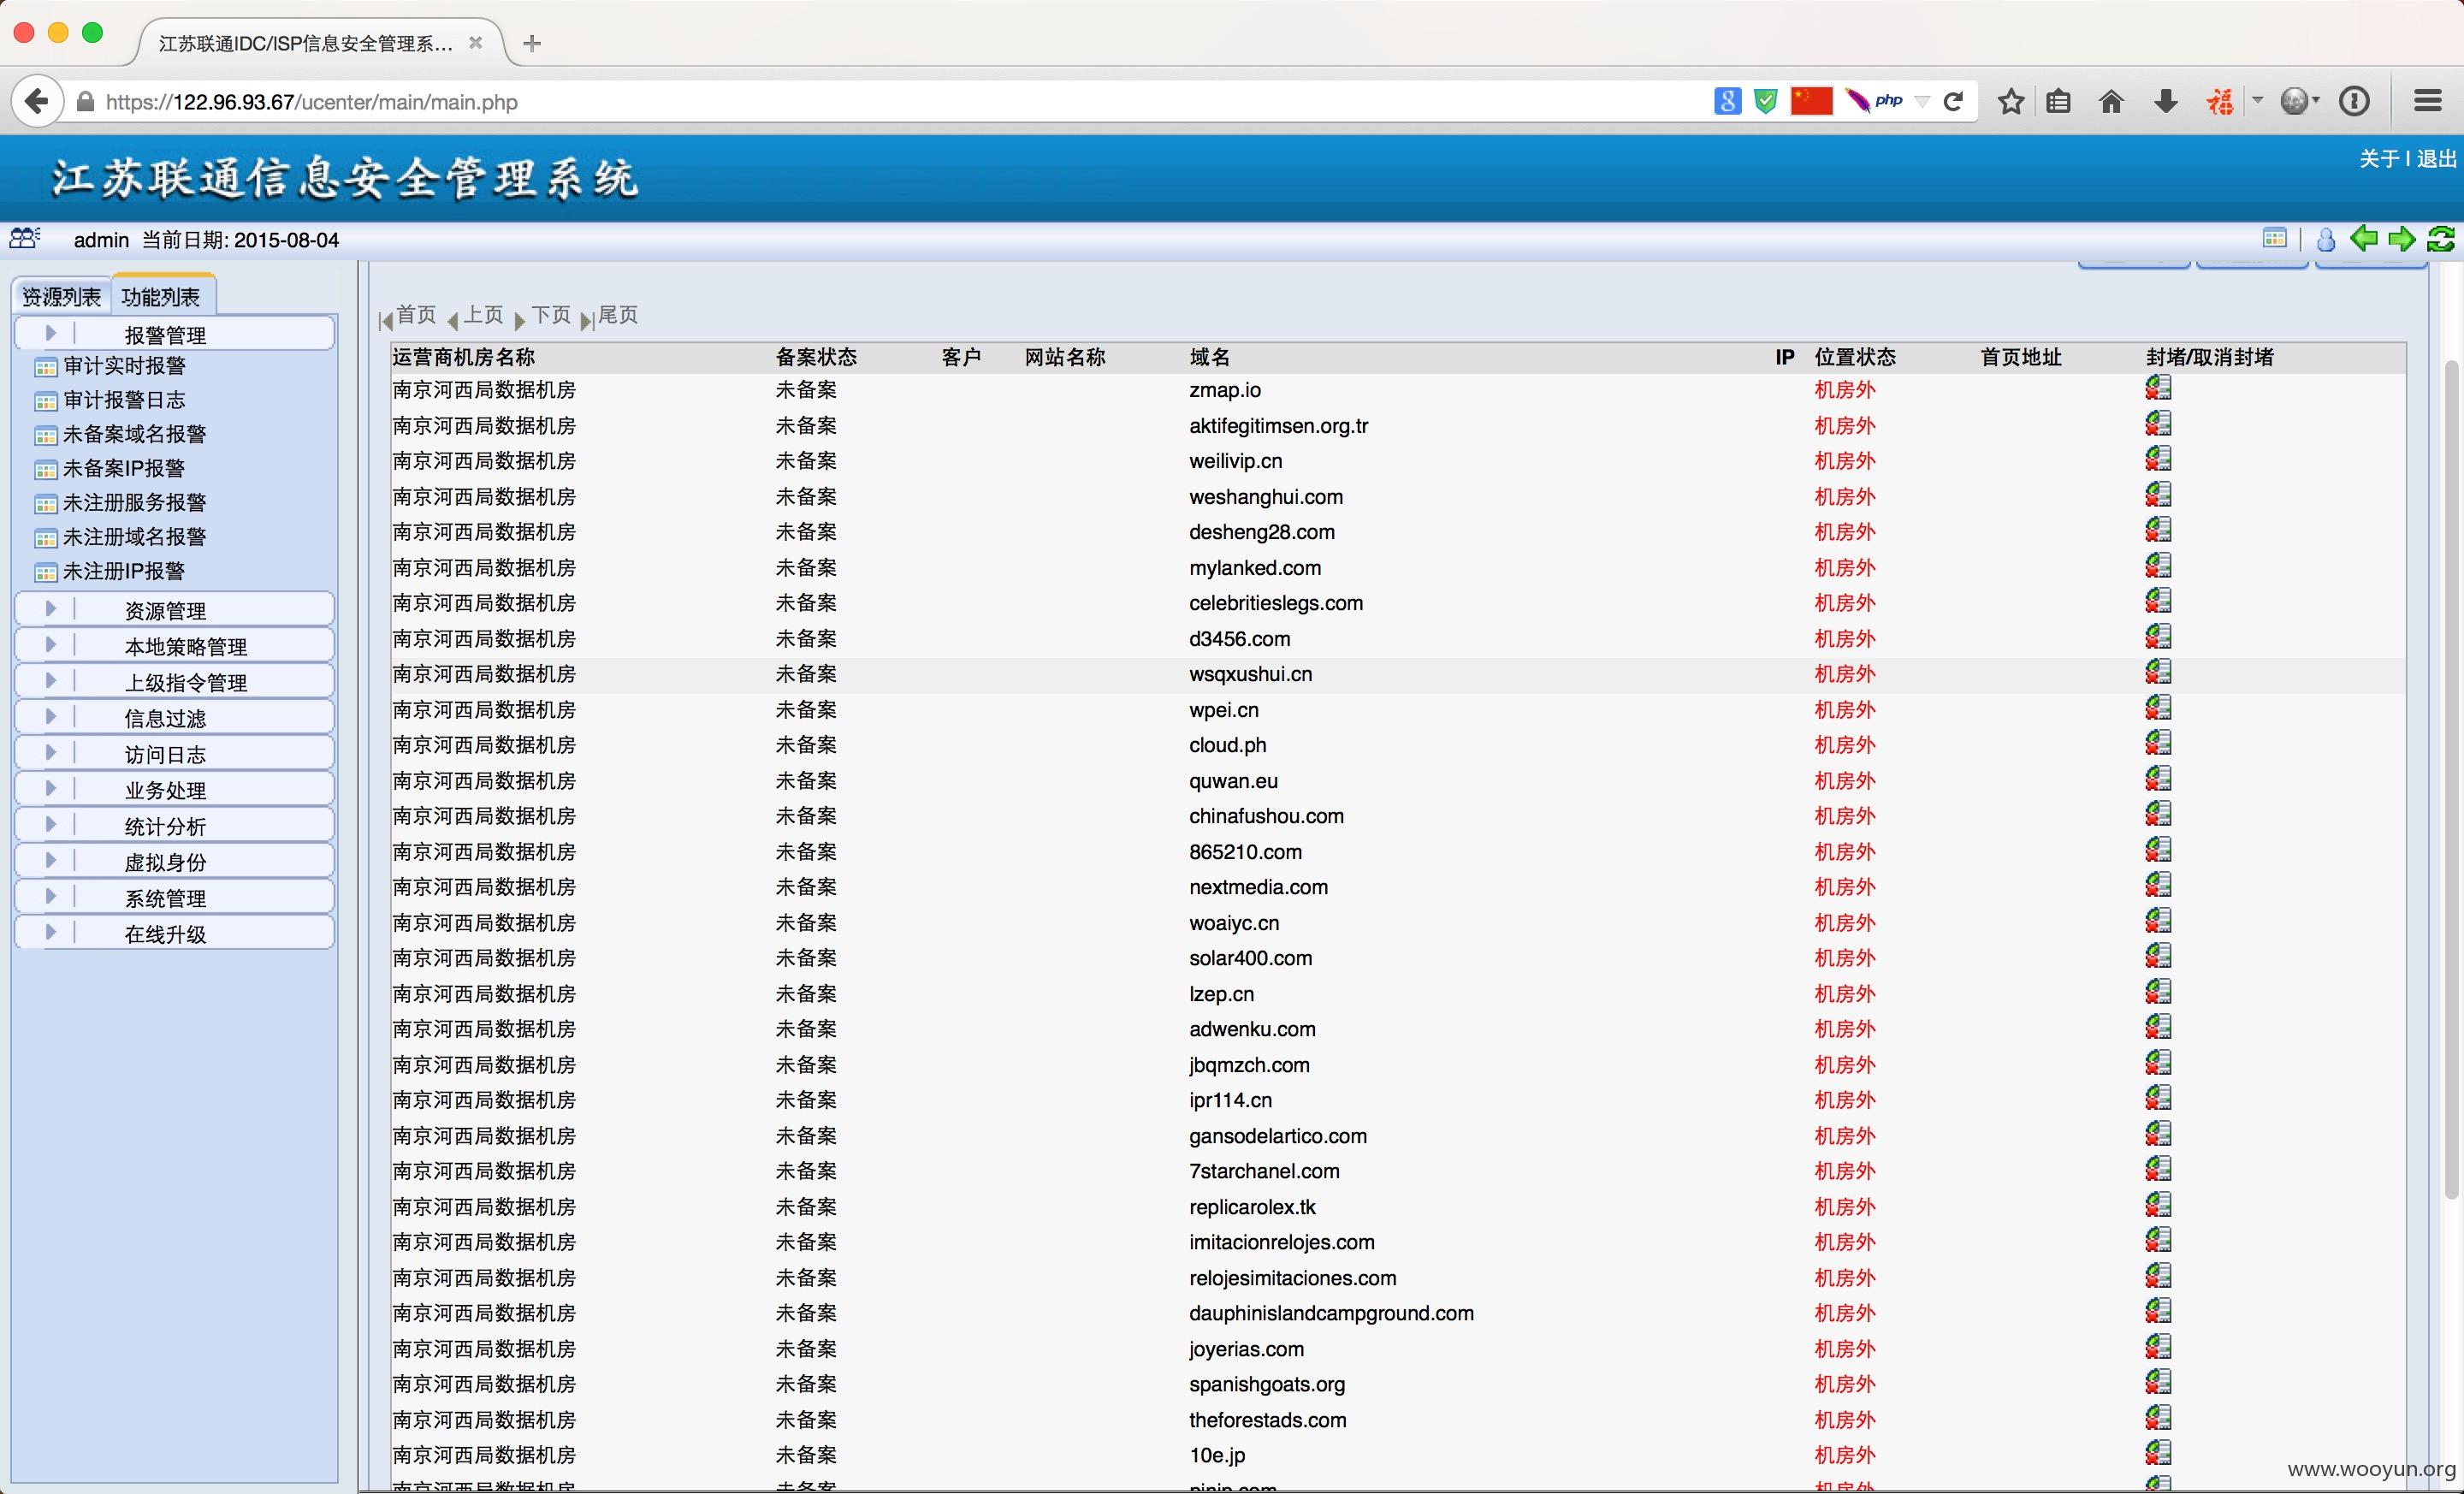 江苏联通IDC/ISP信息安全管理系...
https://122.96.93.67/ucenter/main/main.php
php
福
江苏联通信息安全管理系统
关于 | 退出
admin 当前日期: 2015-08-04
资源列表 功能列表
报警管理
审计实时报警
审计报警日志
未备案域名报警
未备案IP报警
未注册服务报警
未注册域名报警
未注册IP报警
资源管理
本地策略管理
上级指令管理
信息过滤
访问日志
业务处理
统计分析
虚拟身份
系统管理
在线升级
首页 上页 下页 尾页
运营商机房名称 备案状态 客户 网站名称 域名 IP 位置状态 首页地址 封堵/取消封堵
南京河西局数据机房 未备案 zmap.io 机房外
南京河西局数据机房 未备案 aktifegitimsen.org.tr 机房外
南京河西局数据机房 未备案 weilivip.cn 机房外
南京河西局数据机房 未备案 weshanghui.com 机房外
南京河西局数据机房 未备案 desheng28.com 机房外
南京河西局数据机房 未备案 mylanked.com 机房外
南京河西局数据机房 未备案 celebritieslegs.com 机房外
南京河西局数据机房 未备案 d3456.com 机房外
南京河西局数据机房 未备案 wsqxushui.cn 机房外
南京河西局数据机房 未备案 wpei.cn 机房外
南京河西局数据机房 未备案 cloud.ph 机房外
南京河西局数据机房 未备案 quwan.eu 机房外
南京河西局数据机房 未备案 chinafushou.com 机房外
南京河西局数据机房 未备案 865210.com 机房外
南京河西局数据机房 未备案 nextmedia.com 机房外
南京河西局数据机房 未备案 woaiyc.cn 机房外
南京河西局数据机房 未备案 solar400.com 机房外
南京河西局数据机房 未备案 lzep.cn 机房外
南京河西局数据机房 未备案 adwenku.com 机房外
南京河西局数据机房 未备案 jbqmzch.com 机房外
南京河西局数据机房 未备案 ipr114.cn 机房外
南京河西局数据机房 未备案 gansodelartico.com 机房外
南京河西局数据机房 未备案 7starchanel.com 机房外
南京河西局数据机房 未备案 replicarolex.tk 机房外
南京河西局数据机房 未备案 imitacionrelojes.com 机房外
南京河西局数据机房 未备案 relojesimitaciones.com 机房外
南京河西局数据机房 未备案 dauphinislandcampground.com 机房外
南京河西局数据机房 未备案 joyerias.com 机房外
南京河西局数据机房 未备案 spanishgoats.org 机房外
南京河西局数据机房 未备案 theforestads.com 机房外
南京河西局数据机房 未备案 10e.jp 机房外
南京河西局数据机房 未备案 机房外
www.wooyun.org